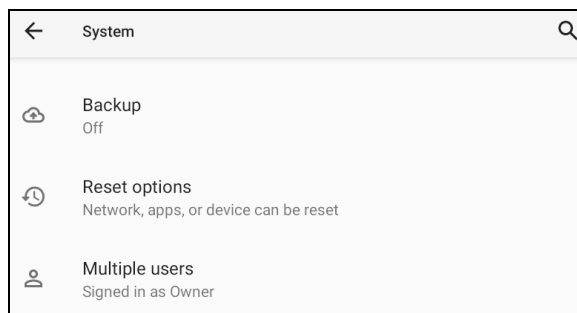 System
Backup
Off
Reset options
Network, apps, or device can be reset
Multiple users
Signed in as Owner